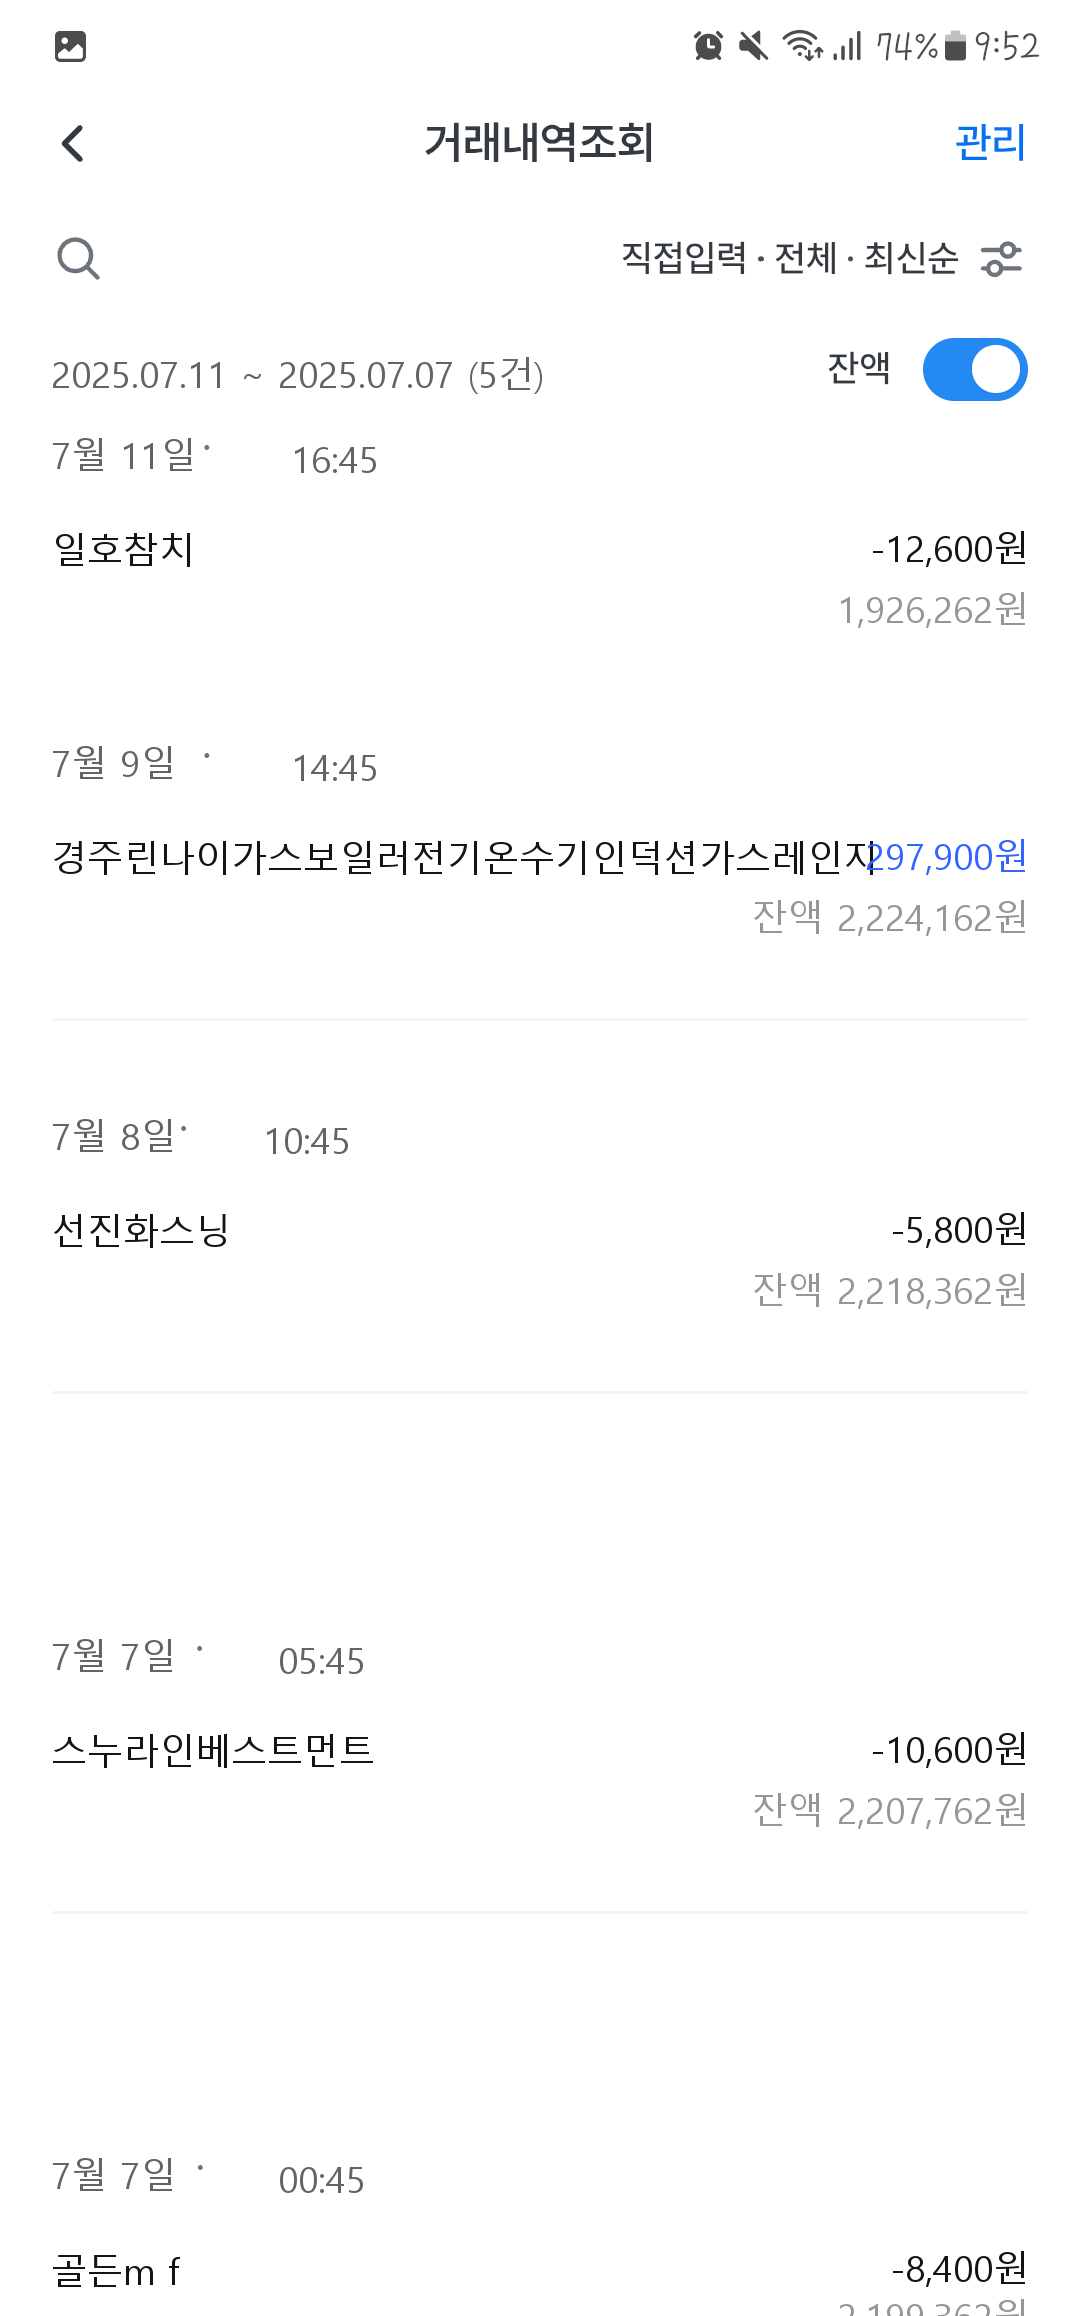 74% 9:52
거래내역조회 관리
직접입력 · 전체 · 최신순
2025.07.11 ~ 2025.07.07 (5건) 잔액
7월 11일 · 16:45
일호참치 -12,600원
1,926,262원
7월 9일 · 14:45
경주린나이가스보일러전기온수기인덕션가스레인지 297,900원
잔액 2,224,162원
7월 8일 · 10:45
선진화스닝 -5,800원
잔액 2,218,362원
7월 7일 · 05:45
스누라인베스트먼트 -10,600원
잔액 2,207,762원
7월 7일 · 00:45
골든m f -8,400원
2,199,362원